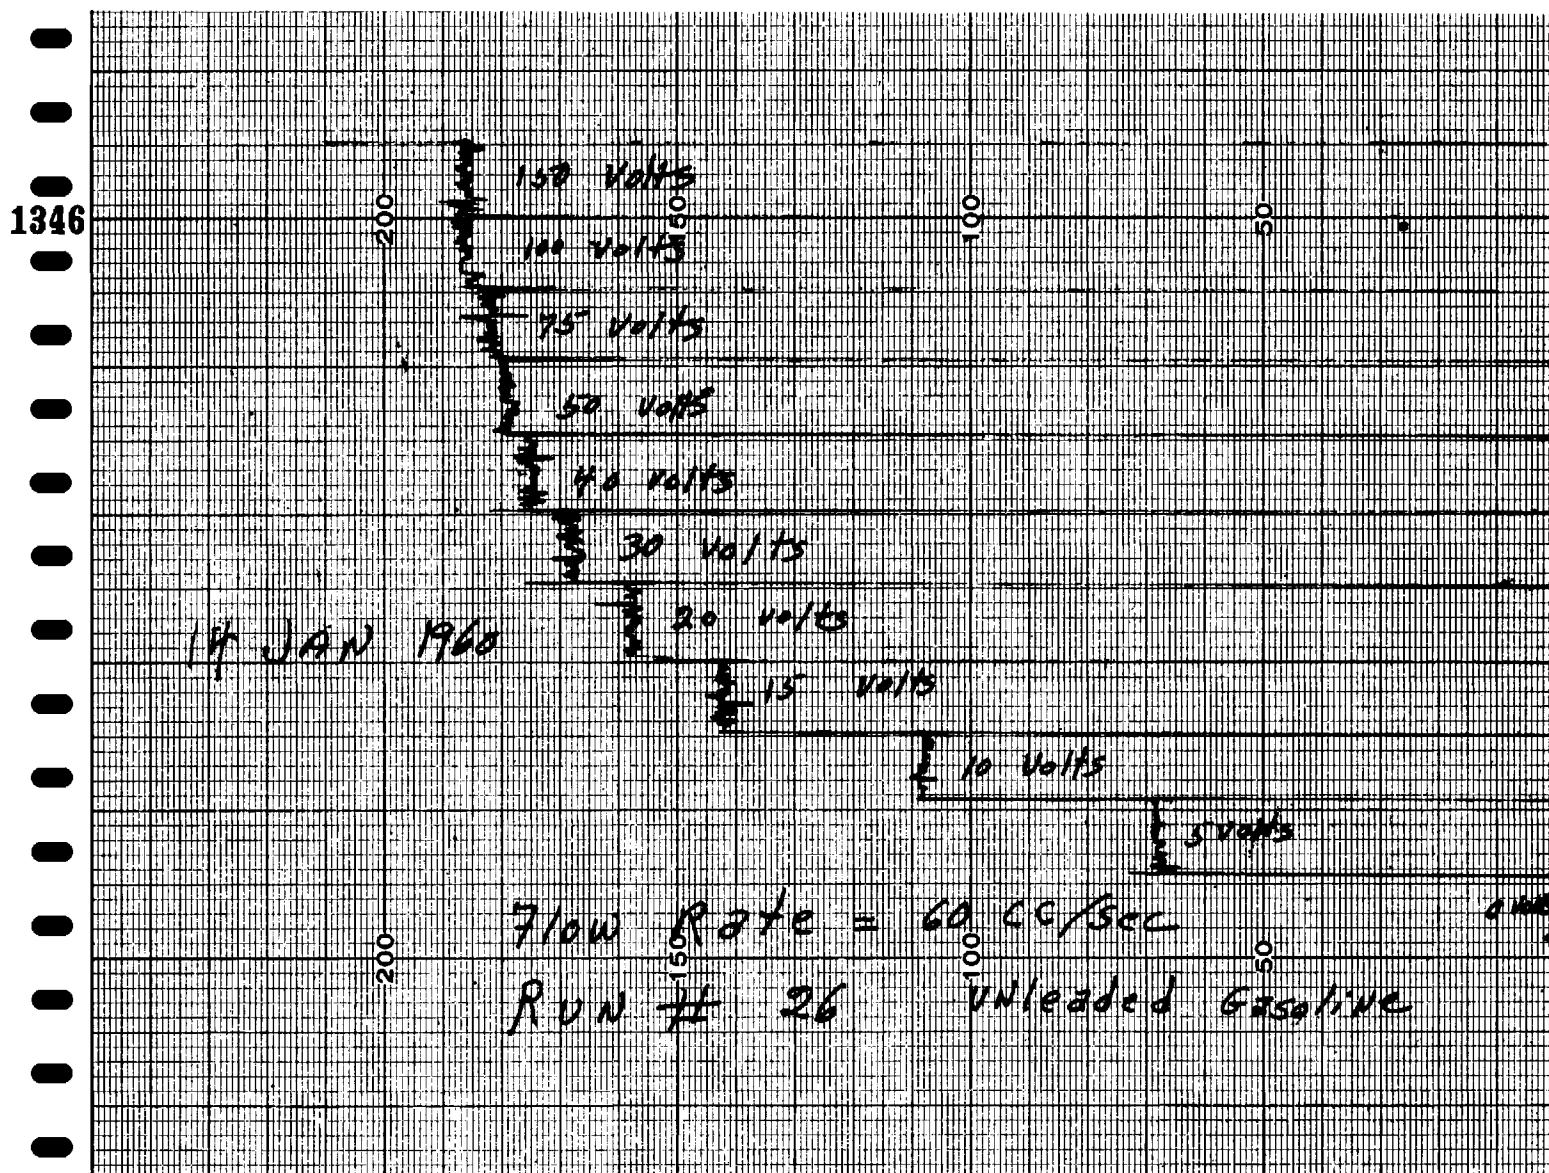 150 Volts
1346 200 150 100 50
100 Volts
75 Volts
50 Volts
40 Volts
30 Volts
20 Volts
14 JAN 1960
15 Volts
10 Volts
5 Volts
0 Volts
Flow Rate = 60 cc/sec
200 150 100 50
RUN # 26 UNleaded Gasoline